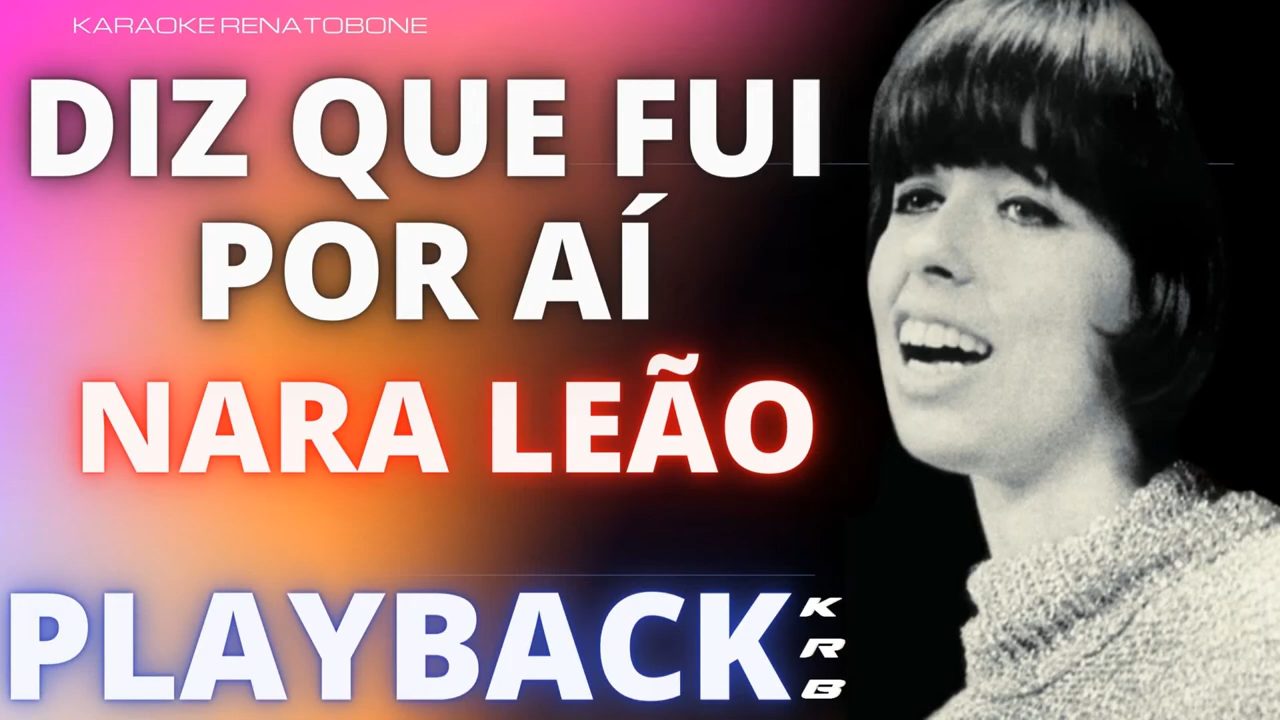 KARAOKE RENATOBONE
DIZ QUE FUI
POR AÍ
NARA LEÃO
PLAYBACK
K
R
B